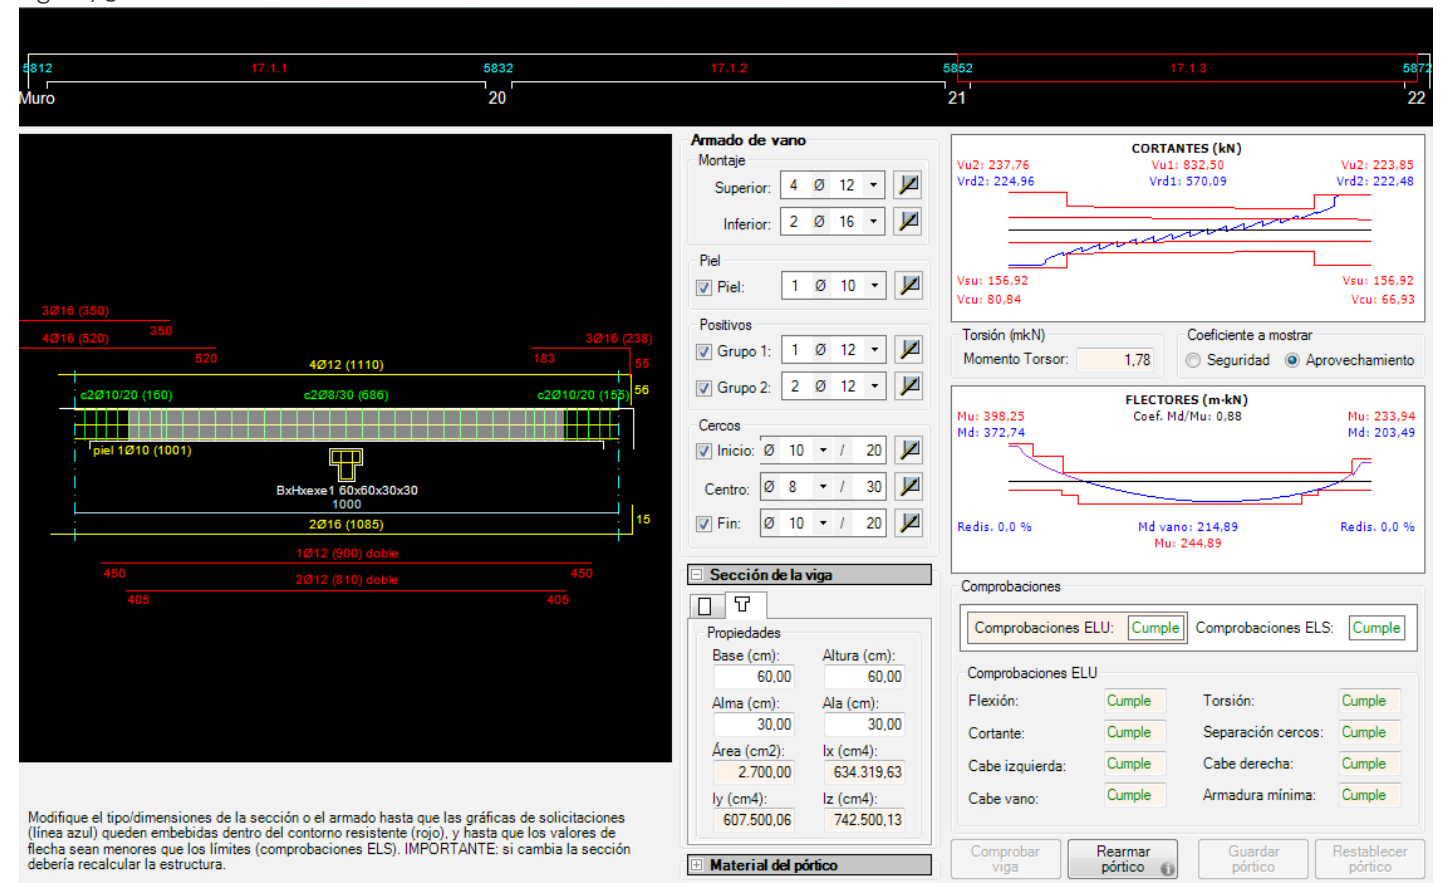 5812 17.1.1 5832 17.1.2 5852 17.1.3 5872
Muro 20 21 22
3Ø16 (350)
350
4Ø16 (520)
520
3Ø16 (238)
183
55
4Ø12 (1110)
56
c2Ø10/20 (160) c2Ø8/30 (686) c2Ø10/20 (155)
piel 1Ø10 (1001)
BxHxexe1 60x60x30x30
1000
2Ø16 (1085)
15
1Ø12 (900) doble
450 450
2Ø12 (810) doble
405 405
Modifique el tipo/dimensiones de la sección o el armado hasta que las gráficas de solicitaciones
(línea azul) queden embebidas dentro del contorno resistente (rojo), y hasta que los valores de
flecha sean menores que los límites (comprobaciones ELS). IMPORTANTE: si cambia la sección
debería recalcular la estructura.
Armado de vano
Montaje
Superior: 4 Ø 12
Inferior: 2 Ø 16
Piel
Piel: 1 Ø 10
Positivos
Grupo 1: 1 Ø 12
Grupo 2: 2 Ø 12
Cercos
Inicio: Ø 10 / 20
Centro: Ø 8 / 30
Fin: Ø 10 / 20
Sección de la viga
Propiedades
Base (cm): Altura (cm):
60,00 60,00
Alma (cm): Ala (cm):
30,00 30,00
Área (cm2): Ix (cm4):
2.700,00 634.319,63
Iy (cm4): Iz (cm4):
607.500,06 742.500,13
Material del pórtico
CORTANTES (kN)
Vu2: 237,76 Vu1: 832,50 Vu2: 223,85
Vrd2: 224,96 Vrd1: 570,09 Vrd2: 222,48
Vsu: 156,92 Vsu: 156,92
Vcu: 80,84 Vcu: 66,93
Torsión (mkN)
Momento Torsor: 1,78
Coeficiente a mostrar
Seguridad Aprovechamiento
FLECTORES (m·kN)
Mu: 398,25 Coef. Md/Mu: 0,88 Mu: 233,94
Md: 372,74 Md: 203,49
Redis. 0,0 % Md vano: 214,89 Redis. 0,0 %
Mu: 244,89
Comprobaciones
Comprobaciones ELU: Cumple Comprobaciones ELS: Cumple
Comprobaciones ELU
Flexión: Cumple Torsión: Cumple
Cortante: Cumple Separación cercos: Cumple
Cabe izquierda: Cumple Cabe derecha: Cumple
Cabe vano: Cumple Armadura mínima: Cumple
Comprobar
viga
Rearmar
pórtico
Guardar
pórtico
Restablecer
pórtico